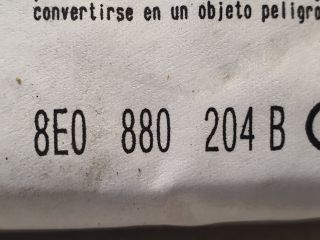 convertirse en un objeto peligro
8E0 880 204 B